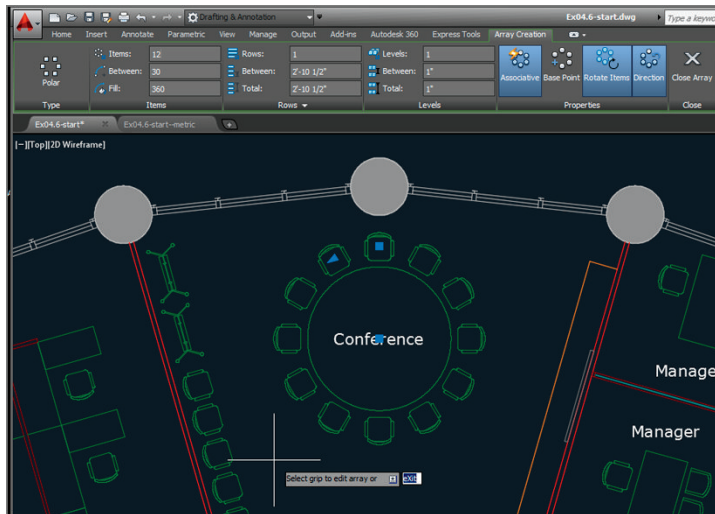 Drafting & Annotation
Ex04.6-start.dwg
Type a keyword
Home Insert Annotate Parametric View Manage Output Add-ins Autodesk 360 Express Tools Array Creation
Items: 12 Rows: 1 Levels: 1
Between: 30 Between: 2'-10 1/2" Between: 1"
Fill: 360 Total: 2'-10 1/2" Total: 1"
Polar
Associative Base Point Rotate Items Direction Close Array
Type Items Rows Levels Properties Close
Ex04.6-start* Ex04.6-start--metric
[−][Top][2D Wireframe]
Conference
Manage
Manager
Select grip to edit array or eXit